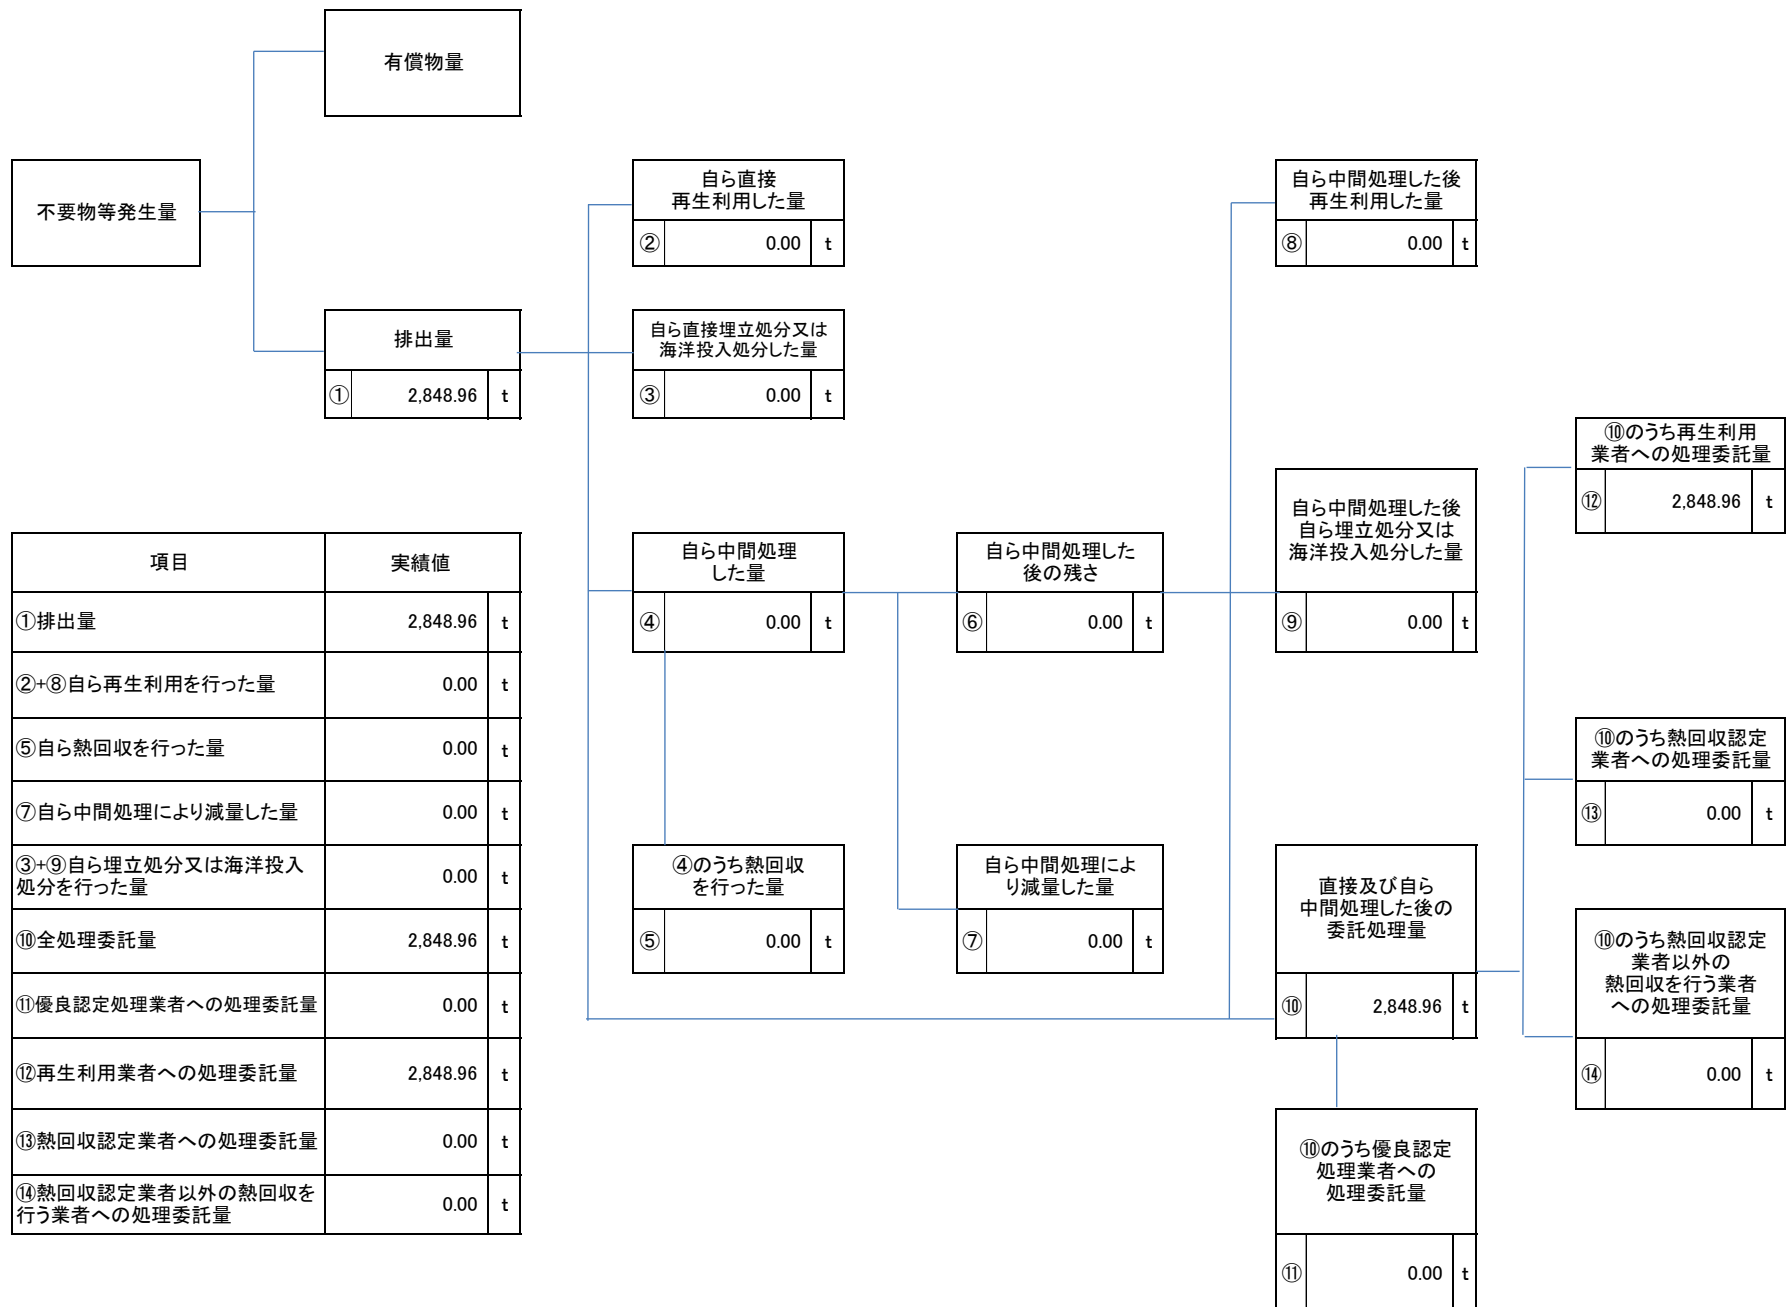 有償物量
不要物等発生量
排出量
① 2,848.96 t
自ら直接
再生利用した量
② 0.00 t
自ら直接埋立処分又は
海洋投入処分した量
③ 0.00 t
自ら中間処理
した量
④ 0.00 t
④のうち熱回収
を行った量
⑤ 0.00 t
自ら中間処理した
後の残さ
⑥ 0.00 t
自ら中間処理によ
り減量した量
⑦ 0.00 t
自ら中間処理した後
再生利用した量
⑧ 0.00 t
自ら中間処理した後
自ら埋立処分又は
海洋投入処分した量
⑨ 0.00 t
直接及び自ら
中間処理した後の
委託処理量
⑩ 2,848.96 t
⑩のうち優良認定
処理業者への
処理委託量
⑪ 0.00 t
⑩のうち再生利用
業者への処理委託量
⑫ 2,848.96 t
⑩のうち熱回収認定
業者への処理委託量
⑬ 0.00 t
⑩のうち熱回収認定
業者以外の
熱回収を行う業者
への処理委託量
⑭ 0.00 t
項目 実績値
①排出量 2,848.96 t
②+⑧自ら再生利用を行った量 0.00 t
⑤自ら熱回収を行った量 0.00 t
⑦自ら中間処理により減量した量 0.00 t
③+⑨自ら埋立処分又は海洋投入
処分を行った量 0.00 t
⑩全処理委託量 2,848.96 t
⑪優良認定処理業者への処理委託量 0.00 t
⑫再生利用業者への処理委託量 2,848.96 t
⑬熱回収認定業者への処理委託量 0.00 t
⑭熱回収認定業者以外の熱回収を
行う業者への処理委託量 0.00 t